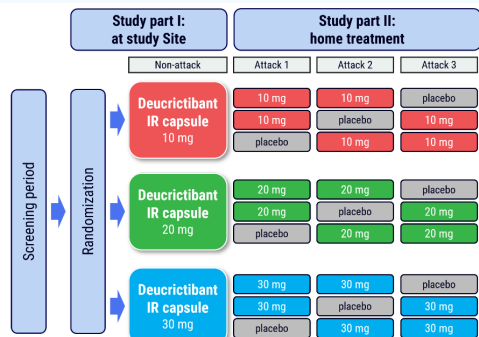 Study part I:
at study Site
Study part II:
home treatment
Non-attack
Attack 1
Attack 2
Attack 3
Screening period
Randomization
Deucrictibant
IR capsule
10 mg
10 mg
10 mg
placebo
10 mg
placebo
10 mg
placebo
10 mg
10 mg
Deucrictibant
IR capsule
20 mg
20 mg
20 mg
placebo
20 mg
placebo
20 mg
placebo
20 mg
20 mg
Deucrictibant
IR capsule
30 mg
30 mg
30 mg
placebo
30 mg
placebo
30 mg
placebo
30 mg
30 mg